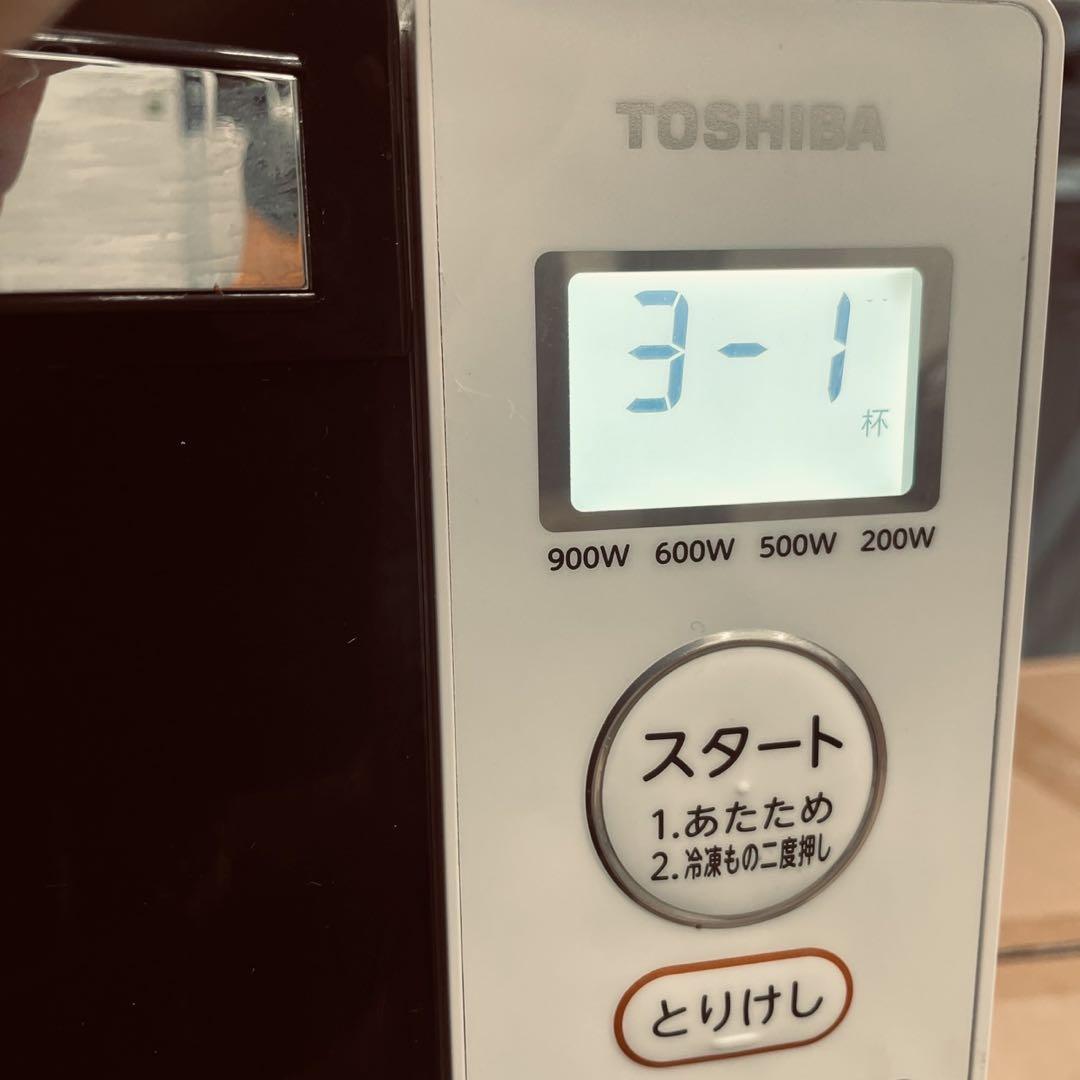 TOSHIBA
3-1
杯
900W 600W 500W 200W
スタート
1.あたため
2.冷凍もの二度押し
とりけし